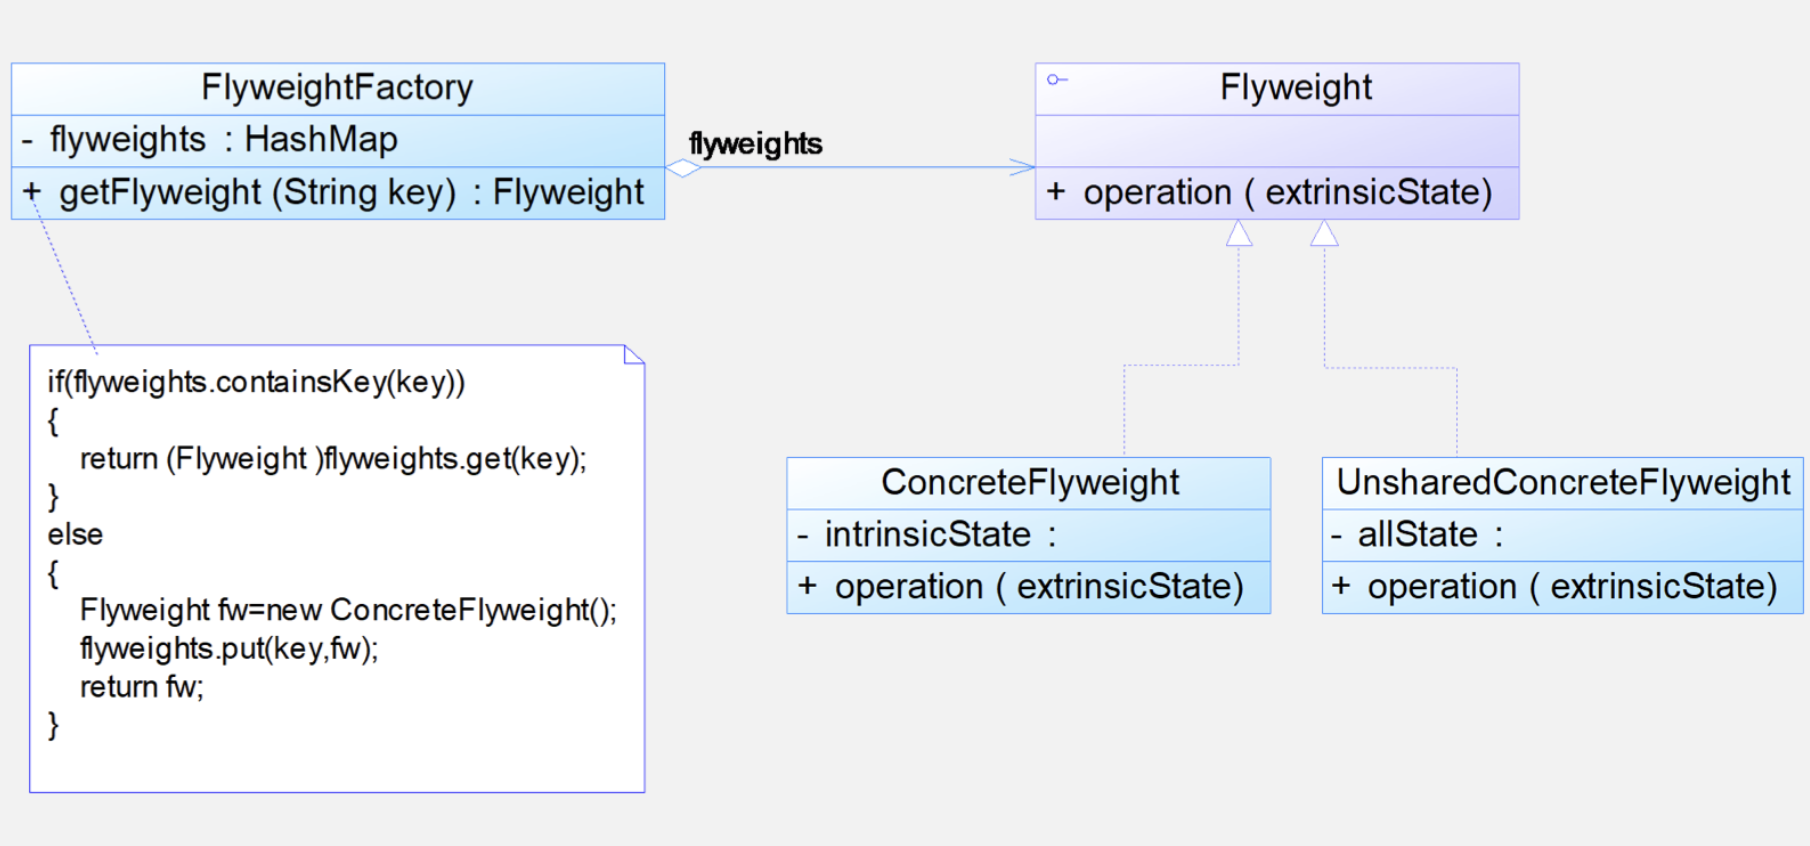 FlyweightFactory
- flyweights : HashMap
+ getFlyweight (String key) : Flyweight
flyweights
Flyweight
+ operation ( extrinsicState)
if(flyweights.containsKey(key))
{
return (Flyweight )flyweights.get(key);
}
else
{
Flyweight fw=new ConcreteFlyweight();
flyweights.put(key,fw);
return fw;
}
ConcreteFlyweight
- intrinsicState :
+ operation ( extrinsicState)
UnsharedConcreteFlyweight
- allState :
+ operation ( extrinsicState)